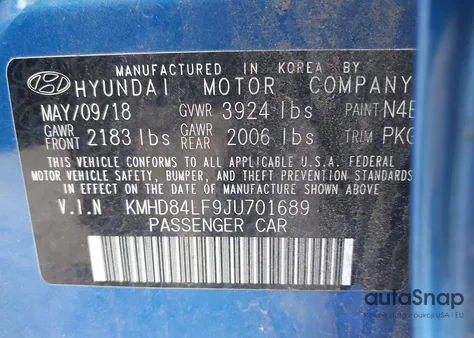 MANUFACTURED IN KOREA BY
HYUNDAI MOTOR COMPANY
MAY/09/18 GVWR 3924 lbs PAINT N4
GAWR FRONT 2183 lbs GAWR REAR 2006 lbs TRIM PK
THIS VEHICLE CONFORMS TO ALL APPLICABLE U.S.A. FEDERAL
MOTOR VEHICLE SAFETY, BUMPER, AND THEFT PREVENTION STANDARDS
IN EFFECT ON THE DATE OF MANUFACTURE SHOWN ABOVE.
V.I.N KMHD84LF9JU701689
PASSENGER CAR
autoSnap